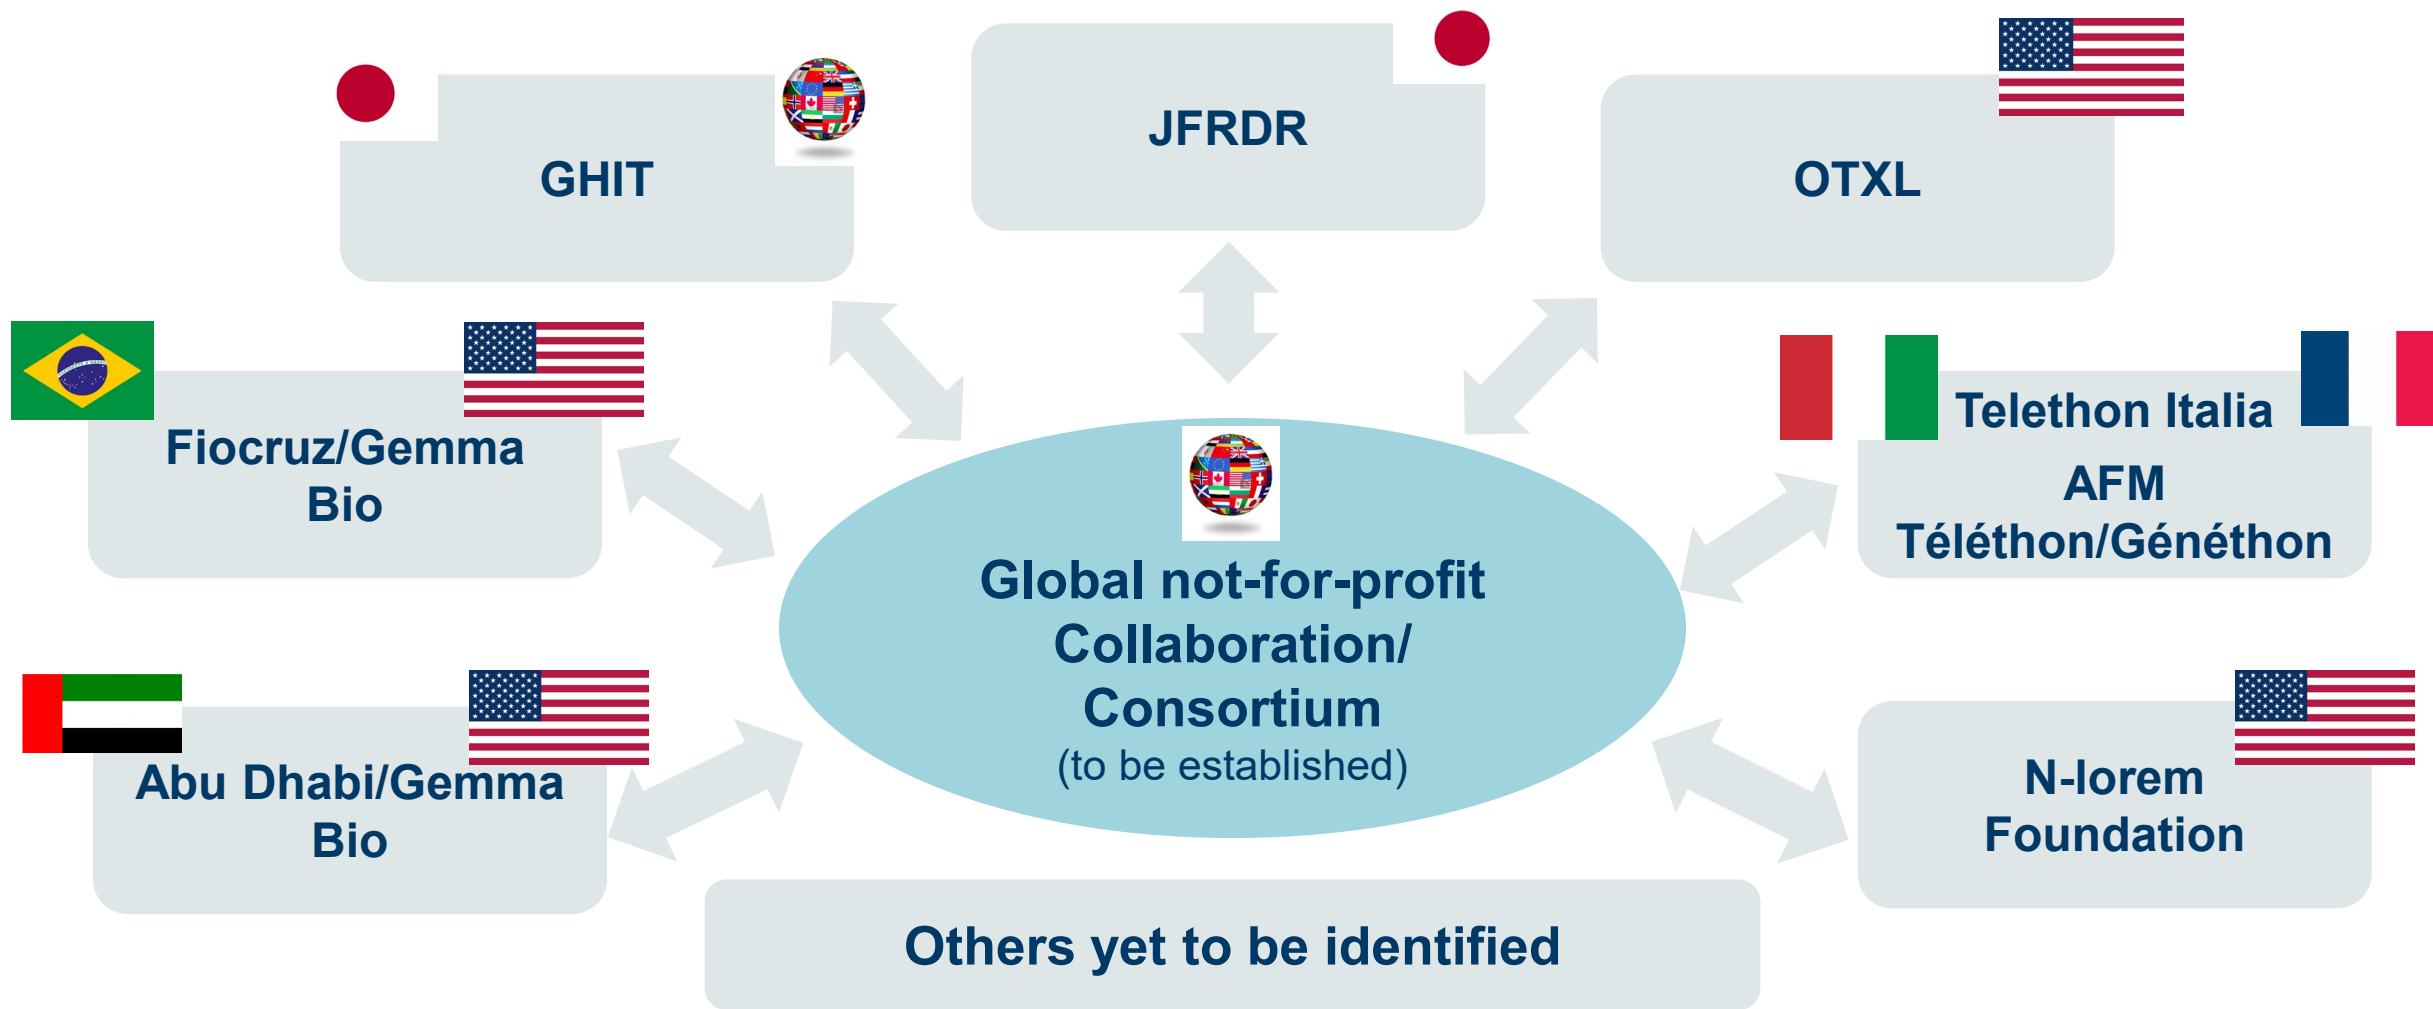 GHIT
JFRDR
OTXL
Fiocruz/Gemma
Bio
Telethon Italia
AFM
Téléthon/Généthon
Global not-for-profit
Collaboration/
Consortium
(to be established)
Abu Dhabi/Gemma
Bio
N-lorem
Foundation
Others yet to be identified